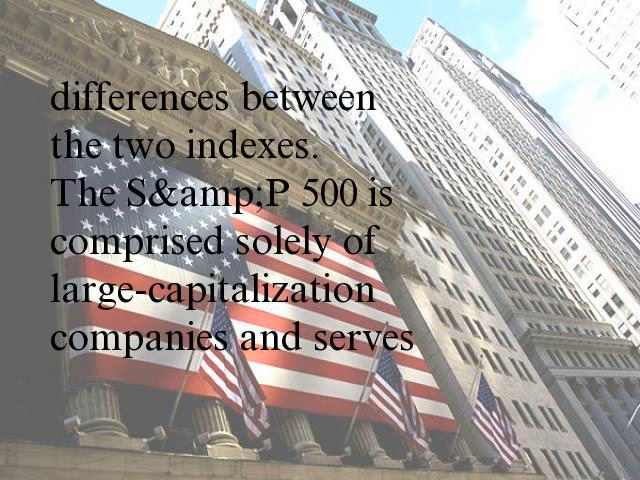 differences between
the two indexes.
The S&amp;P 500 is
comprised solely of
large-capitalization
companies and serves